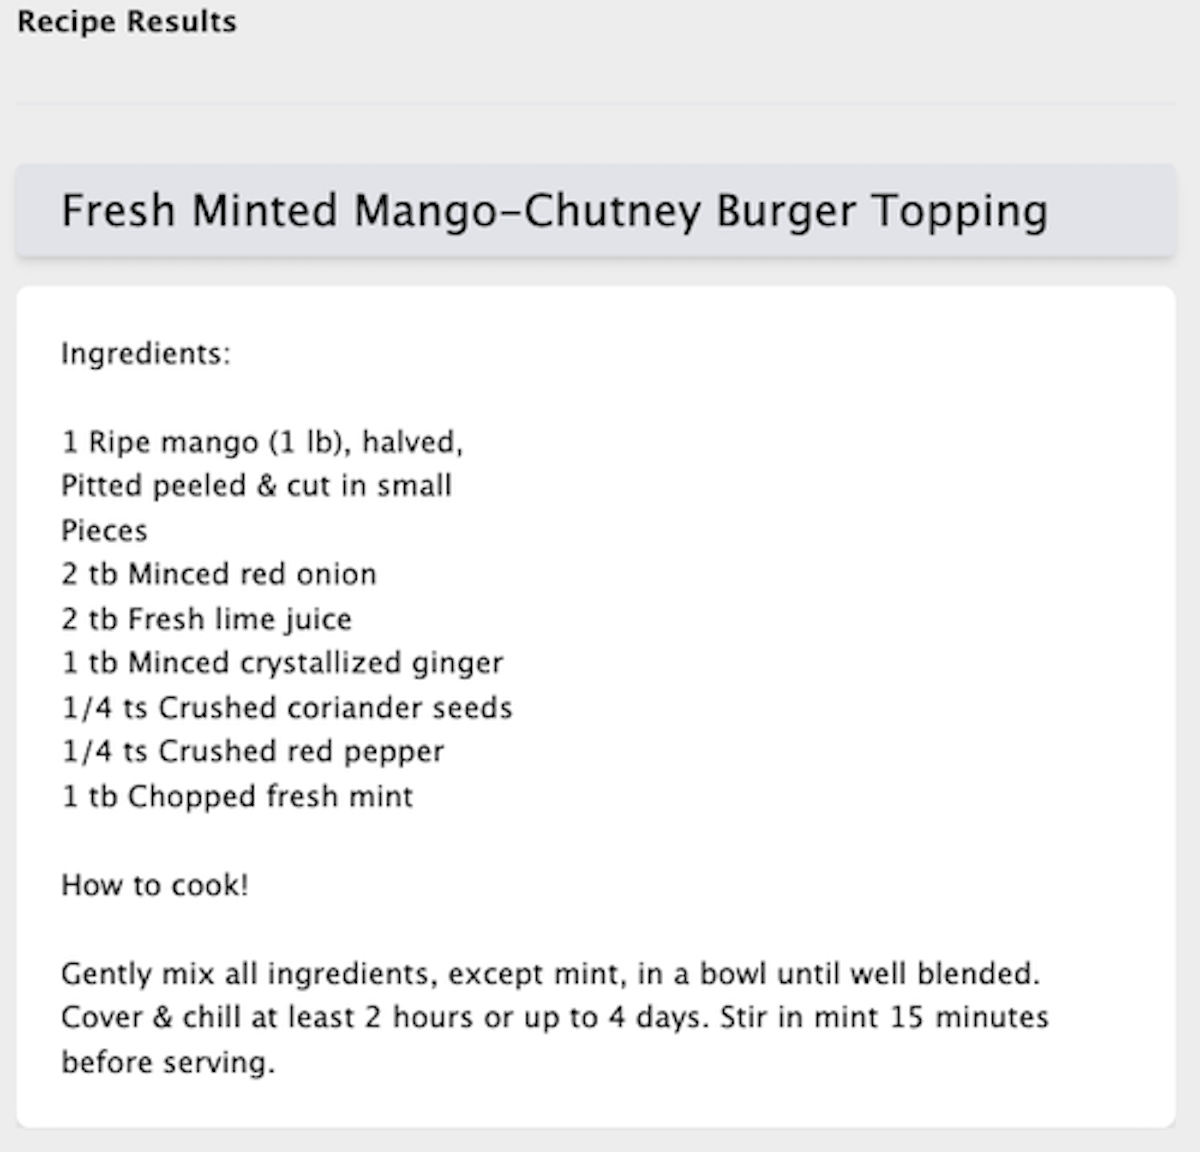 Recipe Results
Fresh Minted Mango-Chutney Burger Topping
Ingredients:
1 Ripe mango (1 lb), halved,
Pitted peeled & cut in small
Pieces
2 tb Minced red onion
2 tb Fresh lime juice
1 tb Minced crystallized ginger
1/4 ts Crushed coriander seeds
1/4 ts Crushed red pepper
1 tb Chopped fresh mint
How to cook!
Gently mix all ingredients, except mint, in a bowl until well blended.
Cover & chill at least 2 hours or up to 4 days. Stir in mint 15 minutes
before serving.